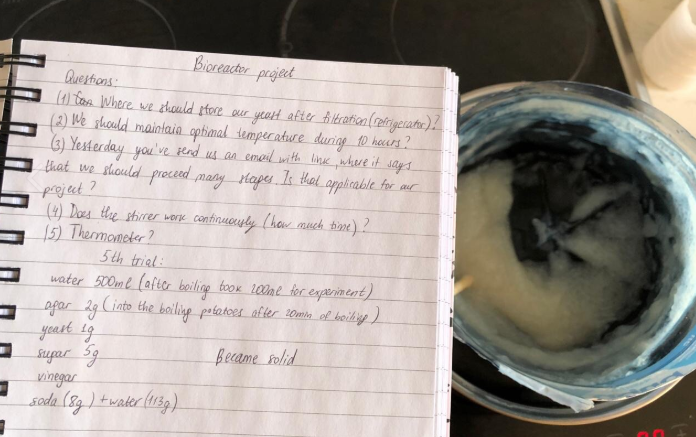 Bioreactor project
Questions:
(1) Where we should store our yeast after filtration (refrigerator)?
(2) We should maintain optimal temperature during 10 hours?
(3) Yesterday you've send us an email with link, where it says
that we should proceed many stages. Is that applicable for our
project?
(4) Does the stirrer work continuously (how much time)?
(5) Thermometer?
5th trial:
water 500ml (after boiling took 200ml for experiment)
agar 2g (into the boiling potatoes after 20min of boiling)
yeast 1g
sugar 5g Became solid
vinegar
soda (8g) + water (113g)